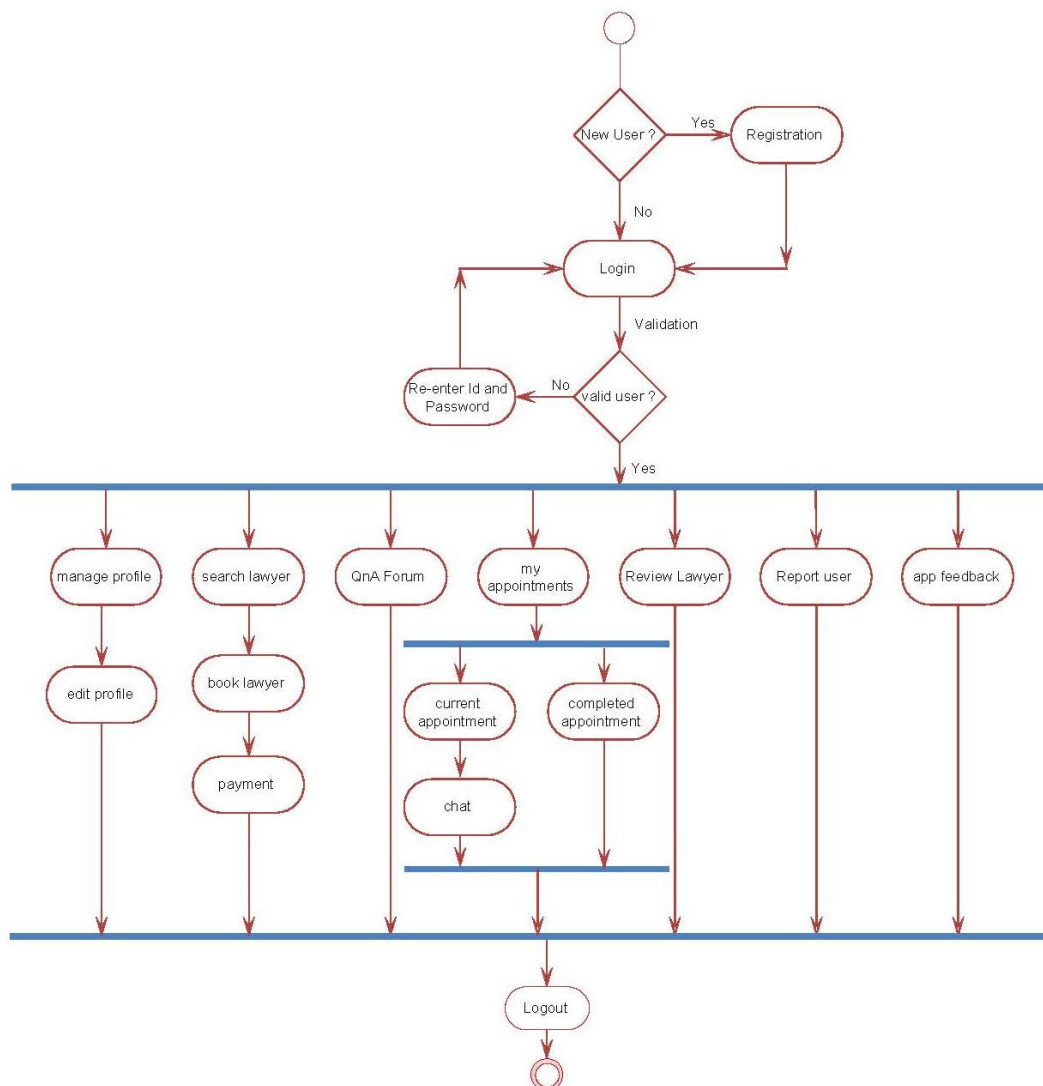 New User ?
Yes
Registration
No
Login
Validation
Re-enter Id and
Password
No
valid user ?
Yes
manage profile
search lawyer
QnA Forum
my
appointments
Review Lawyer
Report user
app feedback
edit profile
book lawyer
current
appointment
completed
appointment
payment
chat
Logout